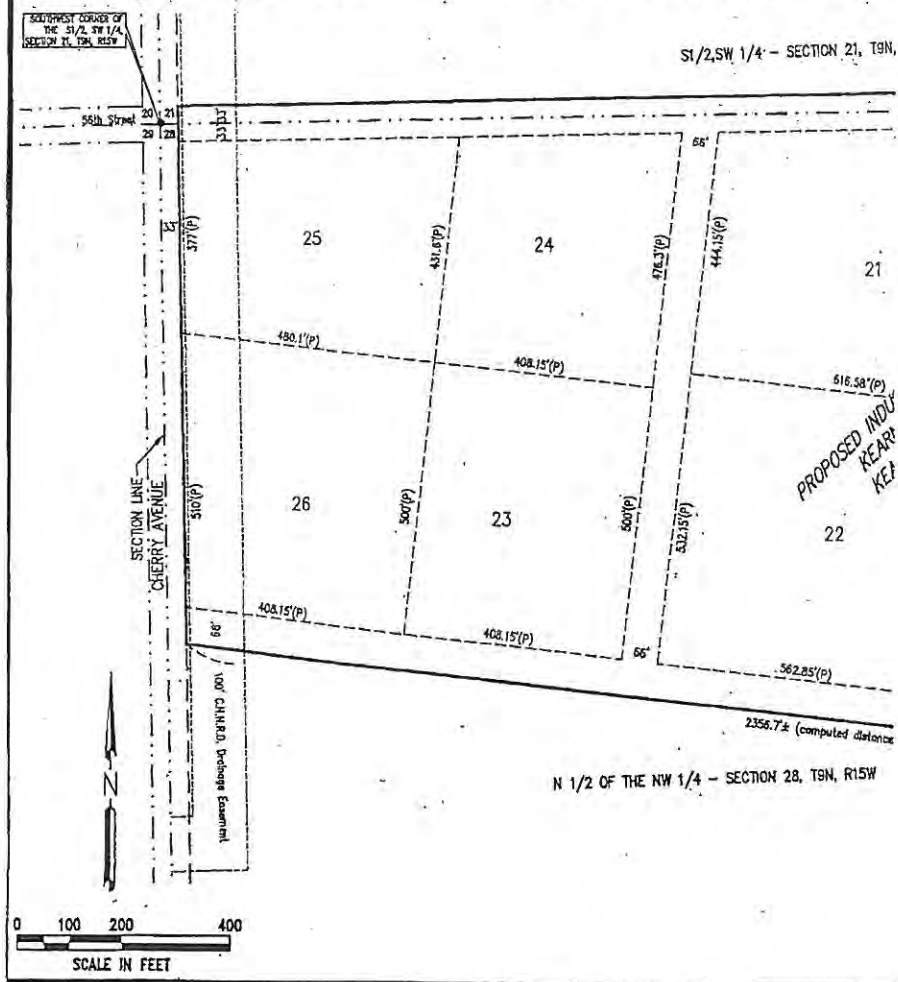 SOUTHWEST CORNER OF
THE S1/2, SW 1/4,
SECTION 21, T9N, R15W
S1/2,SW 1/4 - SECTION 21, T9N,
20 21
29 28
56th Street
33'
33'
66'
33'
377'(P)
25
431.6'(P)
24
476.3'(P)
444.15'(P)
21
480.1'(P)
408.15'(P)
616.58'(P)
PROPOSED INDU
KEAR
KEA
SECTION LINE
CHERRY AVENUE
510'(P)
26
500'(P)
23
500'(P)
532.15'(P)
22
408.15'(P)
408.15'(P)
66'
66'
562.85'(P)
100' C.N.N.R.D. Drainage Easement
2356.7± (computed distance
N
N 1/2 OF THE NW 1/4 - SECTION 28, T9N, R15W
0 100 200 400
SCALE IN FEET